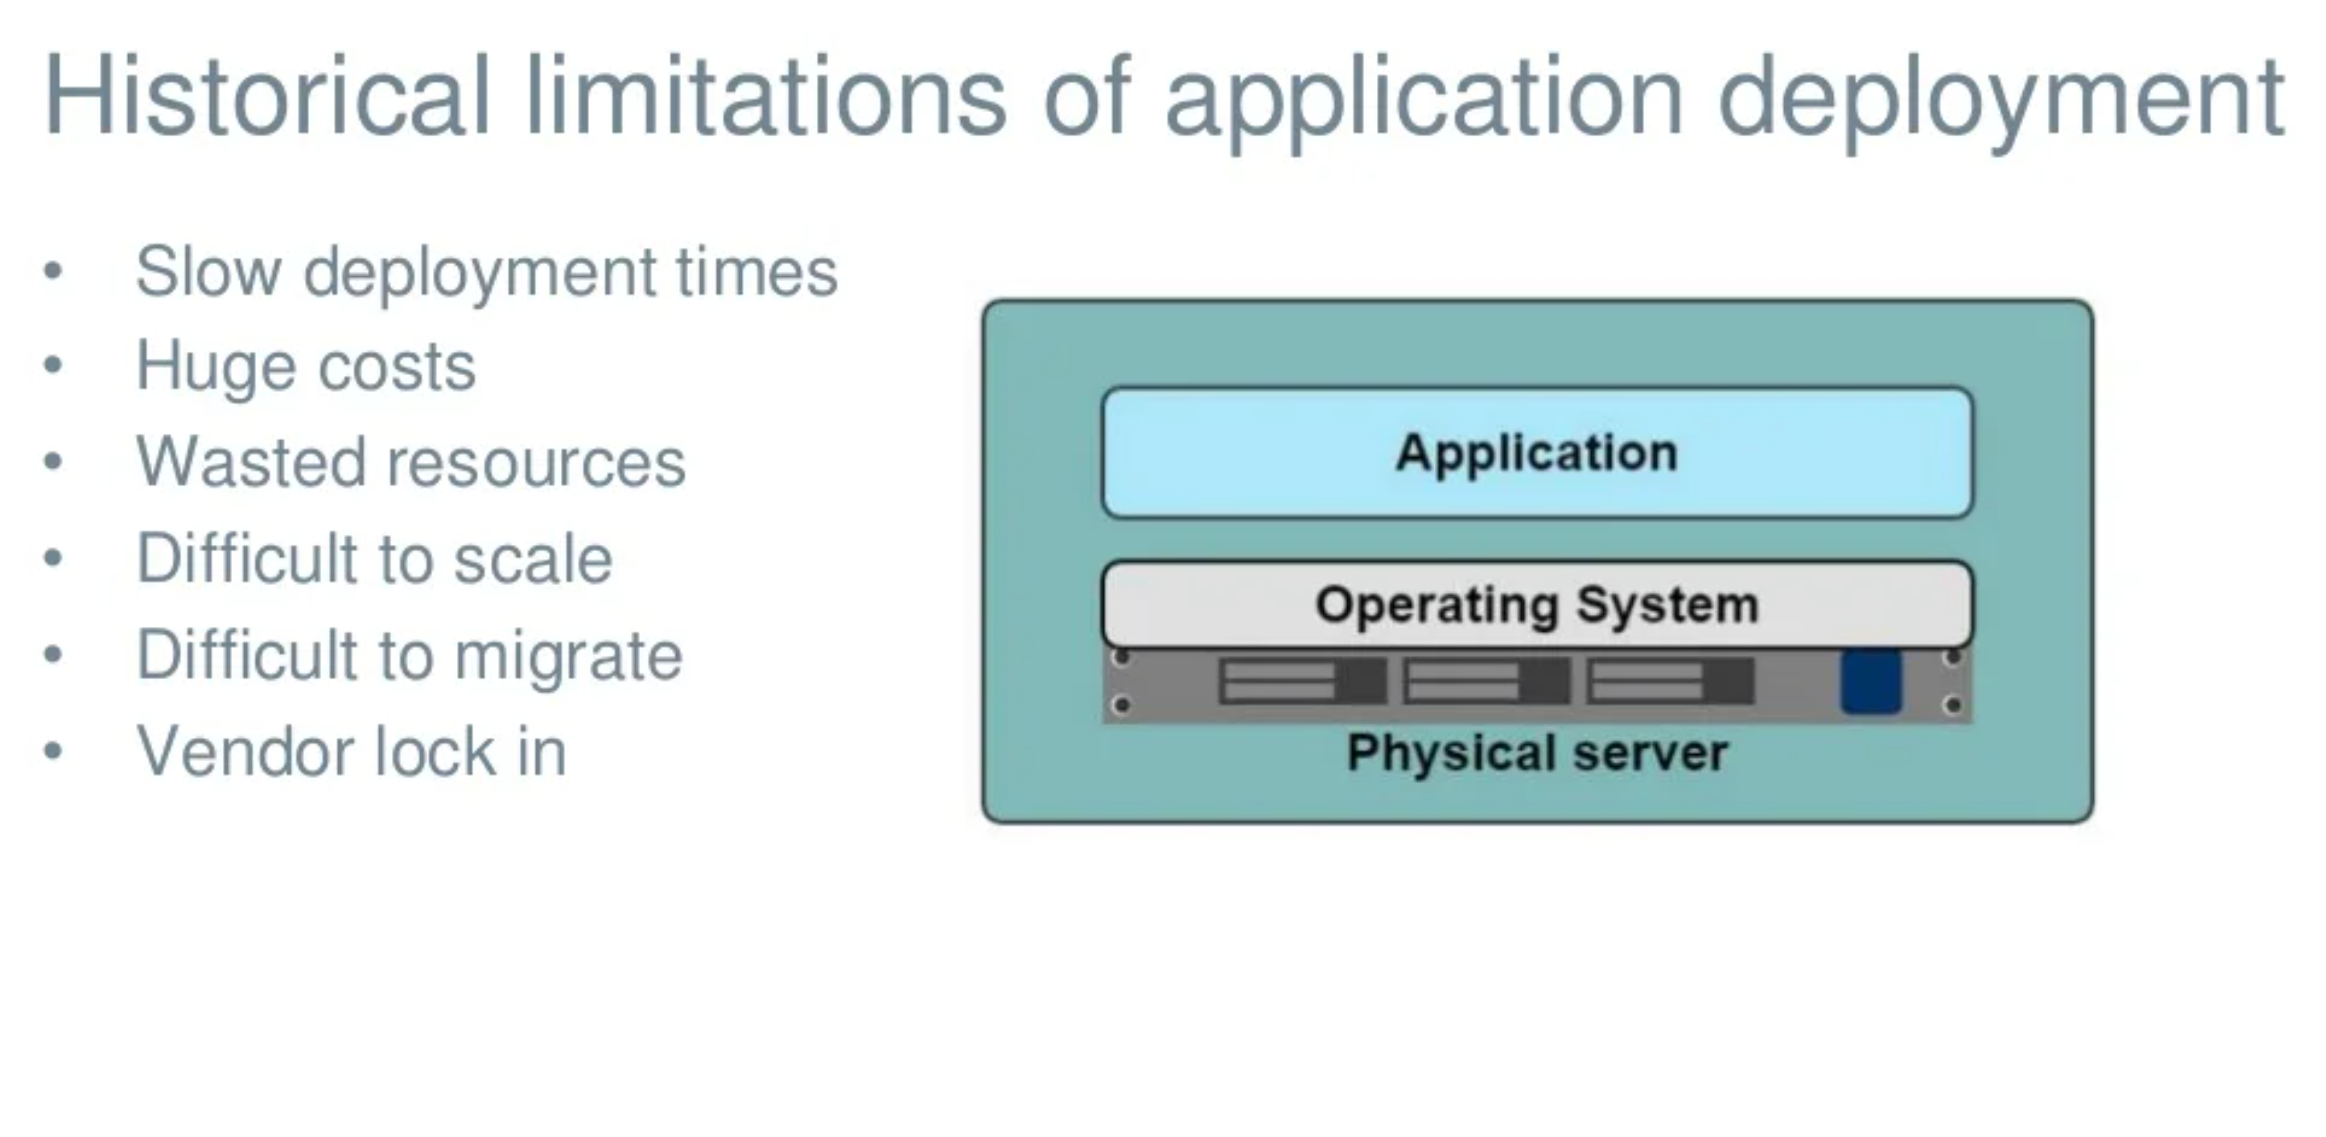 Historical limitations of application deployment
• Slow deployment times
• Huge costs
• Wasted resources
• Difficult to scale
• Difficult to migrate
• Vendor lock in
Application
Operating System
Physical server